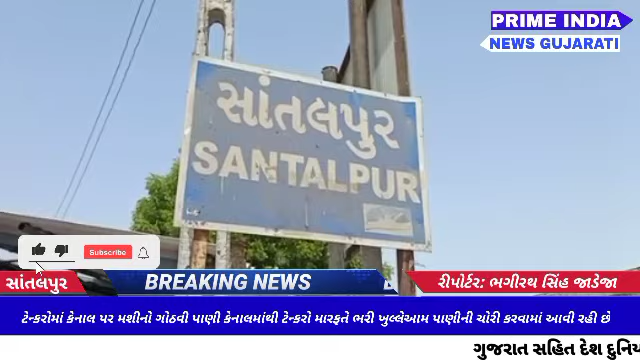 PRIME INDIA
NEWS GUJARATI
સાંતલપુર
SANTALPUR
Subscribe
સાંતલપુર
BREAKING NEWS
રીપોર્ટર: ભગીરથ સિંહ જાડેજા
ટેન્કરોમાં કેનાલ પર મશીનો ગોઠવી પાણી કેનાલમાંથી ટેન્કરો મારફતે ભરી ખુલ્લેઆમ પાણીની ચોરી કરવામાં આવી રહી છે
ગુજરાત સહિત દેશ